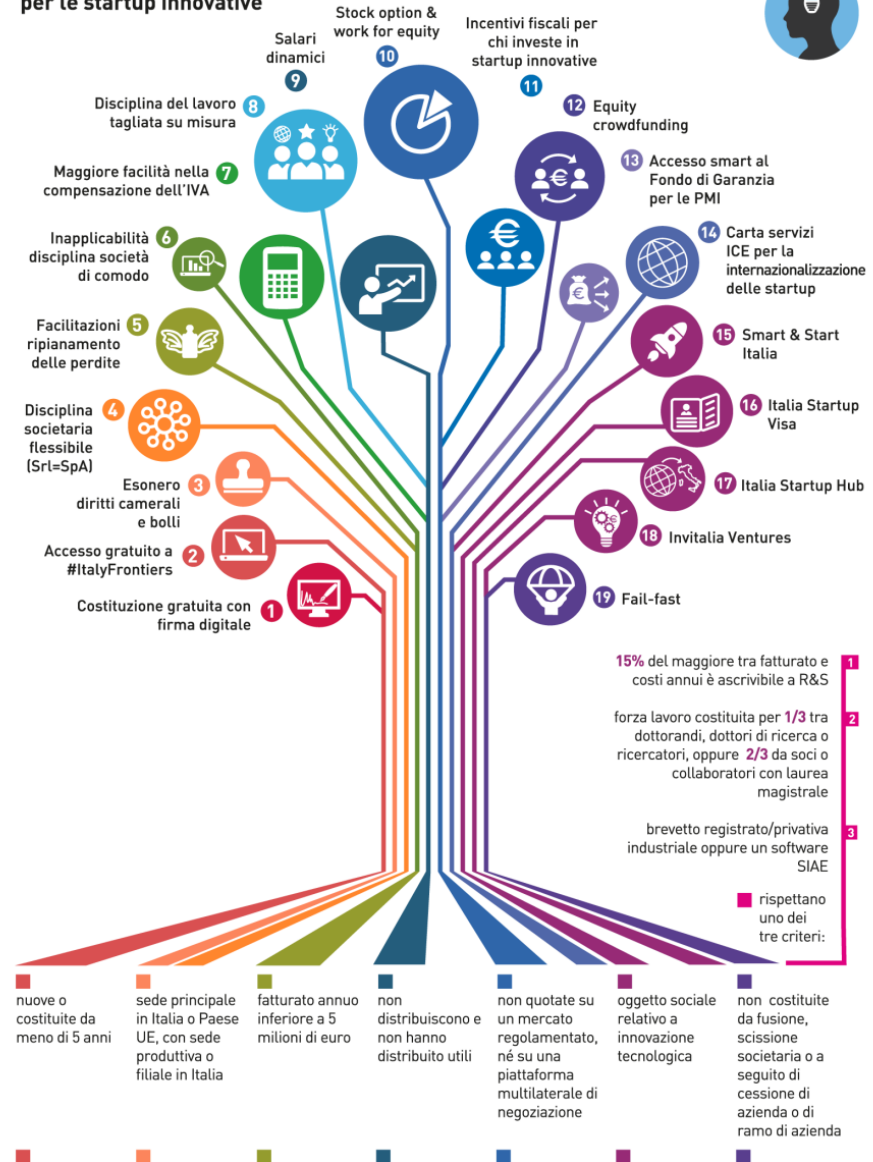 per le startup innovative
Stock option &
work for equity
10
Incentivi fiscali per
chi investe in
startup innovative
11
Salari
dinamici
9
Disciplina del lavoro
tagliata su misura
8
12
Equity
crowdfunding
Maggiore facilità nella
compensazione dell'IVA
7
13
Accesso smart al
Fondo di Garanzia
per le PMI
Inapplicabilità
disciplina società
di comodo
6
14
Carta servizi
ICE per la
internazionalizzazione
delle startup
Facilitazioni
ripianamento
delle perdite
5
15
Smart & Start
Italia
Disciplina
societaria
flessibile
(Srl=SpA)
4
16
Italia Startup
Visa
Esonero
diritti camerali
e bolli
3
17
Italia Startup Hub
Accesso gratuito a
#ItalyFrontiers
2
18
Invitalia Ventures
Costituzione gratuita con
firma digitale
1
19
Fail-fast
15% del maggiore tra fatturato e
costi annui è ascrivibile a R&S
1
forza lavoro costituita per 1/3 tra
dottorandi, dottori di ricerca o
ricercatori, oppure 2/3 da soci o
collaboratori con laurea
magistrale
2
brevetto registrato/privativa
industriale oppure un software
SIAE
3
rispettano
uno dei
tre criteri:
nuove o
costituite da
meno di 5 anni
sede principale
in Italia o Paese
UE, con sede
produttiva o
filiale in Italia
fatturato annuo
inferiore a 5
milioni di euro
non
distribuiscono e
non hanno
distribuito utili
non quotate su
un mercato
regolamentato,
né su una
piattaforma
multilaterale di
negoziazione
oggetto sociale
relativo a
innovazione
tecnologica
non costituite
da fusione,
scissione
societaria o a
seguito di
cessione di
azienda o di
ramo di azienda